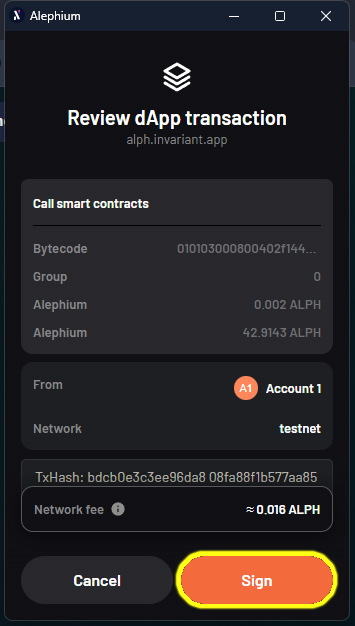 Alephium
Review dApp transaction
alph.invariant.app
Call smart contracts
Bytecode 010103000800402f144...
Group 0
Alephium 0.002 ALPH
Alephium 42.9143 ALPH
From A1 Account 1
Network testnet
TxHash: bdcb0e3c3ee96da8 08fa88f1b577aa85
Network fee ≈ 0.016 ALPH
Cancel Sign